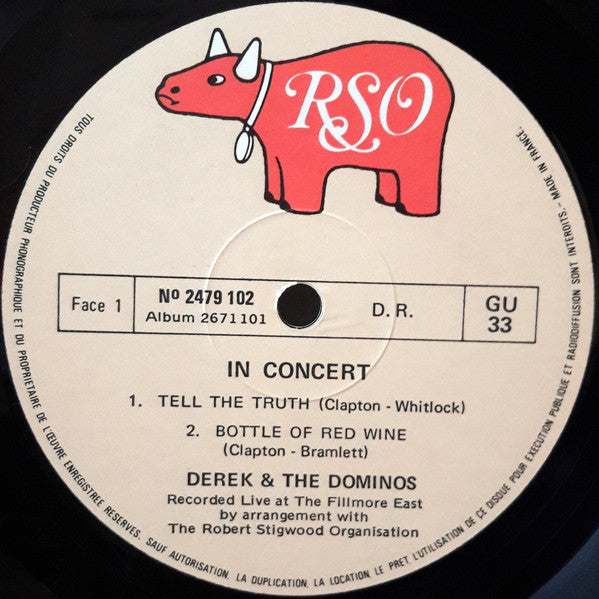 RSO
Face 1
Nº 2479 102
Album 2671101
D. R.
GU
33
IN CONCERT
1. TELL THE TRUTH (Clapton - Whitlock)
2. BOTTLE OF RED WINE
(Clapton - Bramlett)
DEREK & THE DOMINOS
Recorded Live at The Fillmore East
by arrangement with
The Robert Stigwood Organisation
TOUS DROITS DU PRODUCTEUR PHONOGRAPHIQUE ET DU PROPRIETAIRE DE L'ŒUVRE ENREGISTREE RESERVES. SAUF AUTORISATION, LA DUPLICATION, LA LOCATION, LE PRET, L'UTILISATION DE CE DISQUE POUR EXECUTION PUBLIQUE ET RADIODIFFUSION SONT INTERDITS. - MADE IN FRANCE.